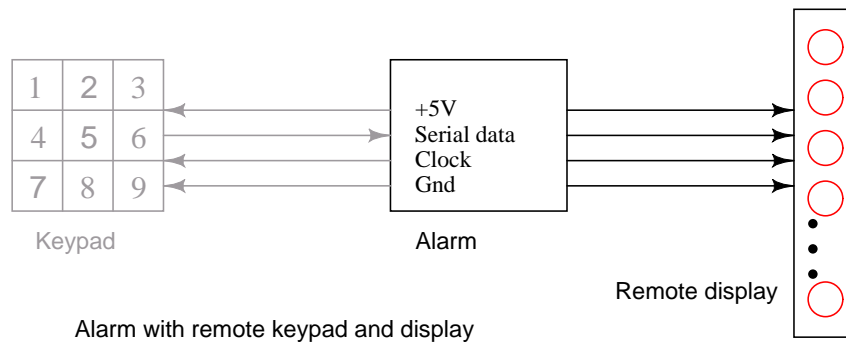 1 2 3
4 5 6
7 8 9
Keypad
+5V
Serial data
Clock
Gnd
Alarm
Remote display
Alarm with remote keypad and display